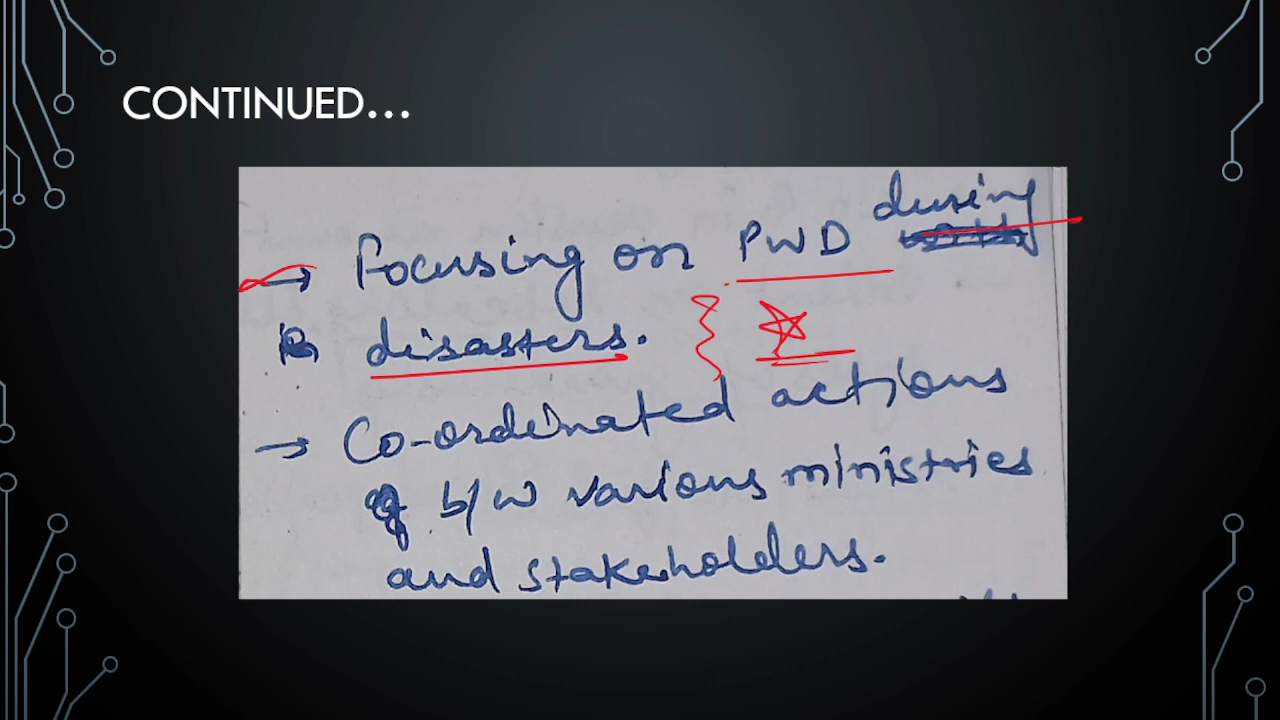 CONTINUED...
→ Focusing on PWD during
disasters.
→ Co-ordinated actions
b/w various ministries
and stakeholders.